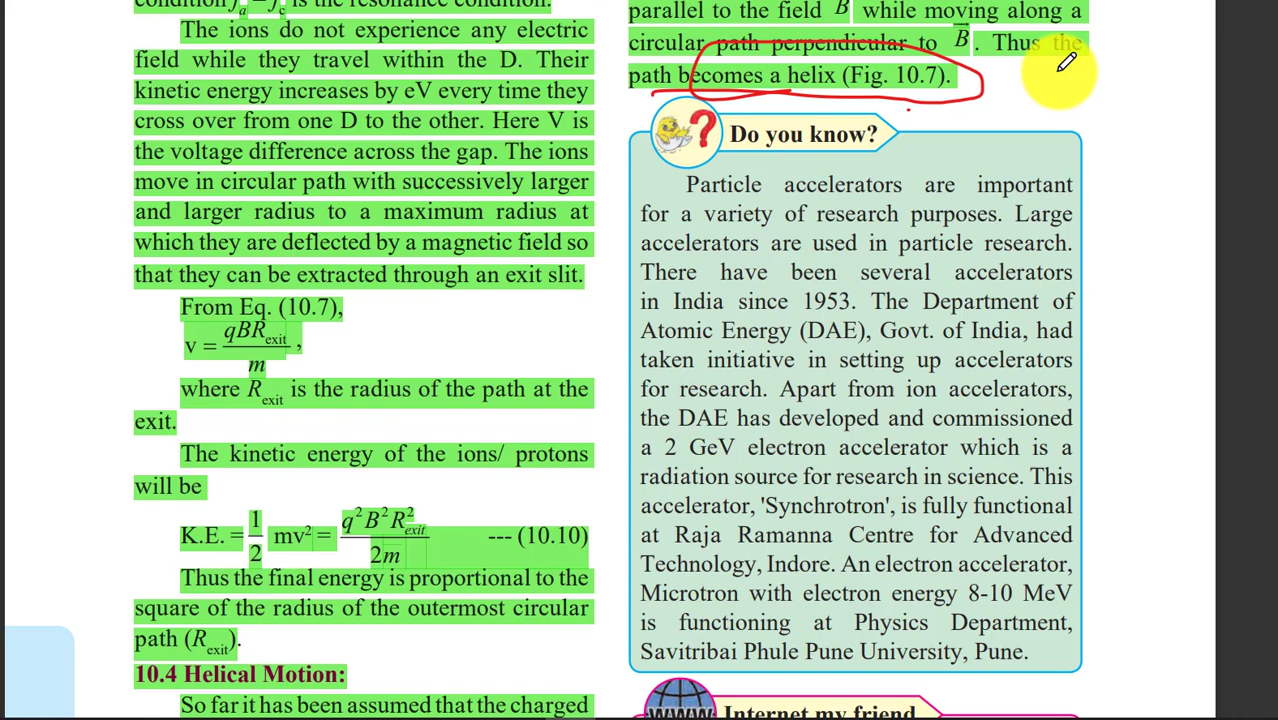 condition fa = fc is the resonance condition.
The ions do not experience any electric
field while they travel within the D. Their
kinetic energy increases by eV every time they
cross over from one D to the other. Here V is
the voltage difference across the gap. The ions
move in circular path with successively larger
and larger radius to a maximum radius at
which they are deflected by a magnetic field so
that they can be extracted through an exit slit.
From Eq. (10.7),
v = qBRexit / m ,
where Rexit is the radius of the path at the
exit.
The kinetic energy of the ions/ protons
will be
K.E. = 1/2 mv² = q²B²R²exit / 2m --- (10.10)
Thus the final energy is proportional to the
square of the radius of the outermost circular
path (Rexit).
10.4 Helical Motion:
So far it has been assumed that the charged
parallel to the field B while moving along a
circular path perpendicular to B⃗. Thus the
path becomes a helix (Fig. 10.7).
Do you know?
Particle accelerators are important
for a variety of research purposes. Large
accelerators are used in particle research.
There have been several accelerators
in India since 1953. The Department of
Atomic Energy (DAE), Govt. of India, had
taken initiative in setting up accelerators
for research. Apart from ion accelerators,
the DAE has developed and commissioned
a 2 GeV electron accelerator which is a
radiation source for research in science. This
accelerator, 'Synchrotron', is fully functional
at Raja Ramanna Centre for Advanced
Technology, Indore. An electron accelerator,
Microtron with electron energy 8-10 MeV
is functioning at Physics Department,
Savitribai Phule Pune University, Pune.
www
Internet my friend